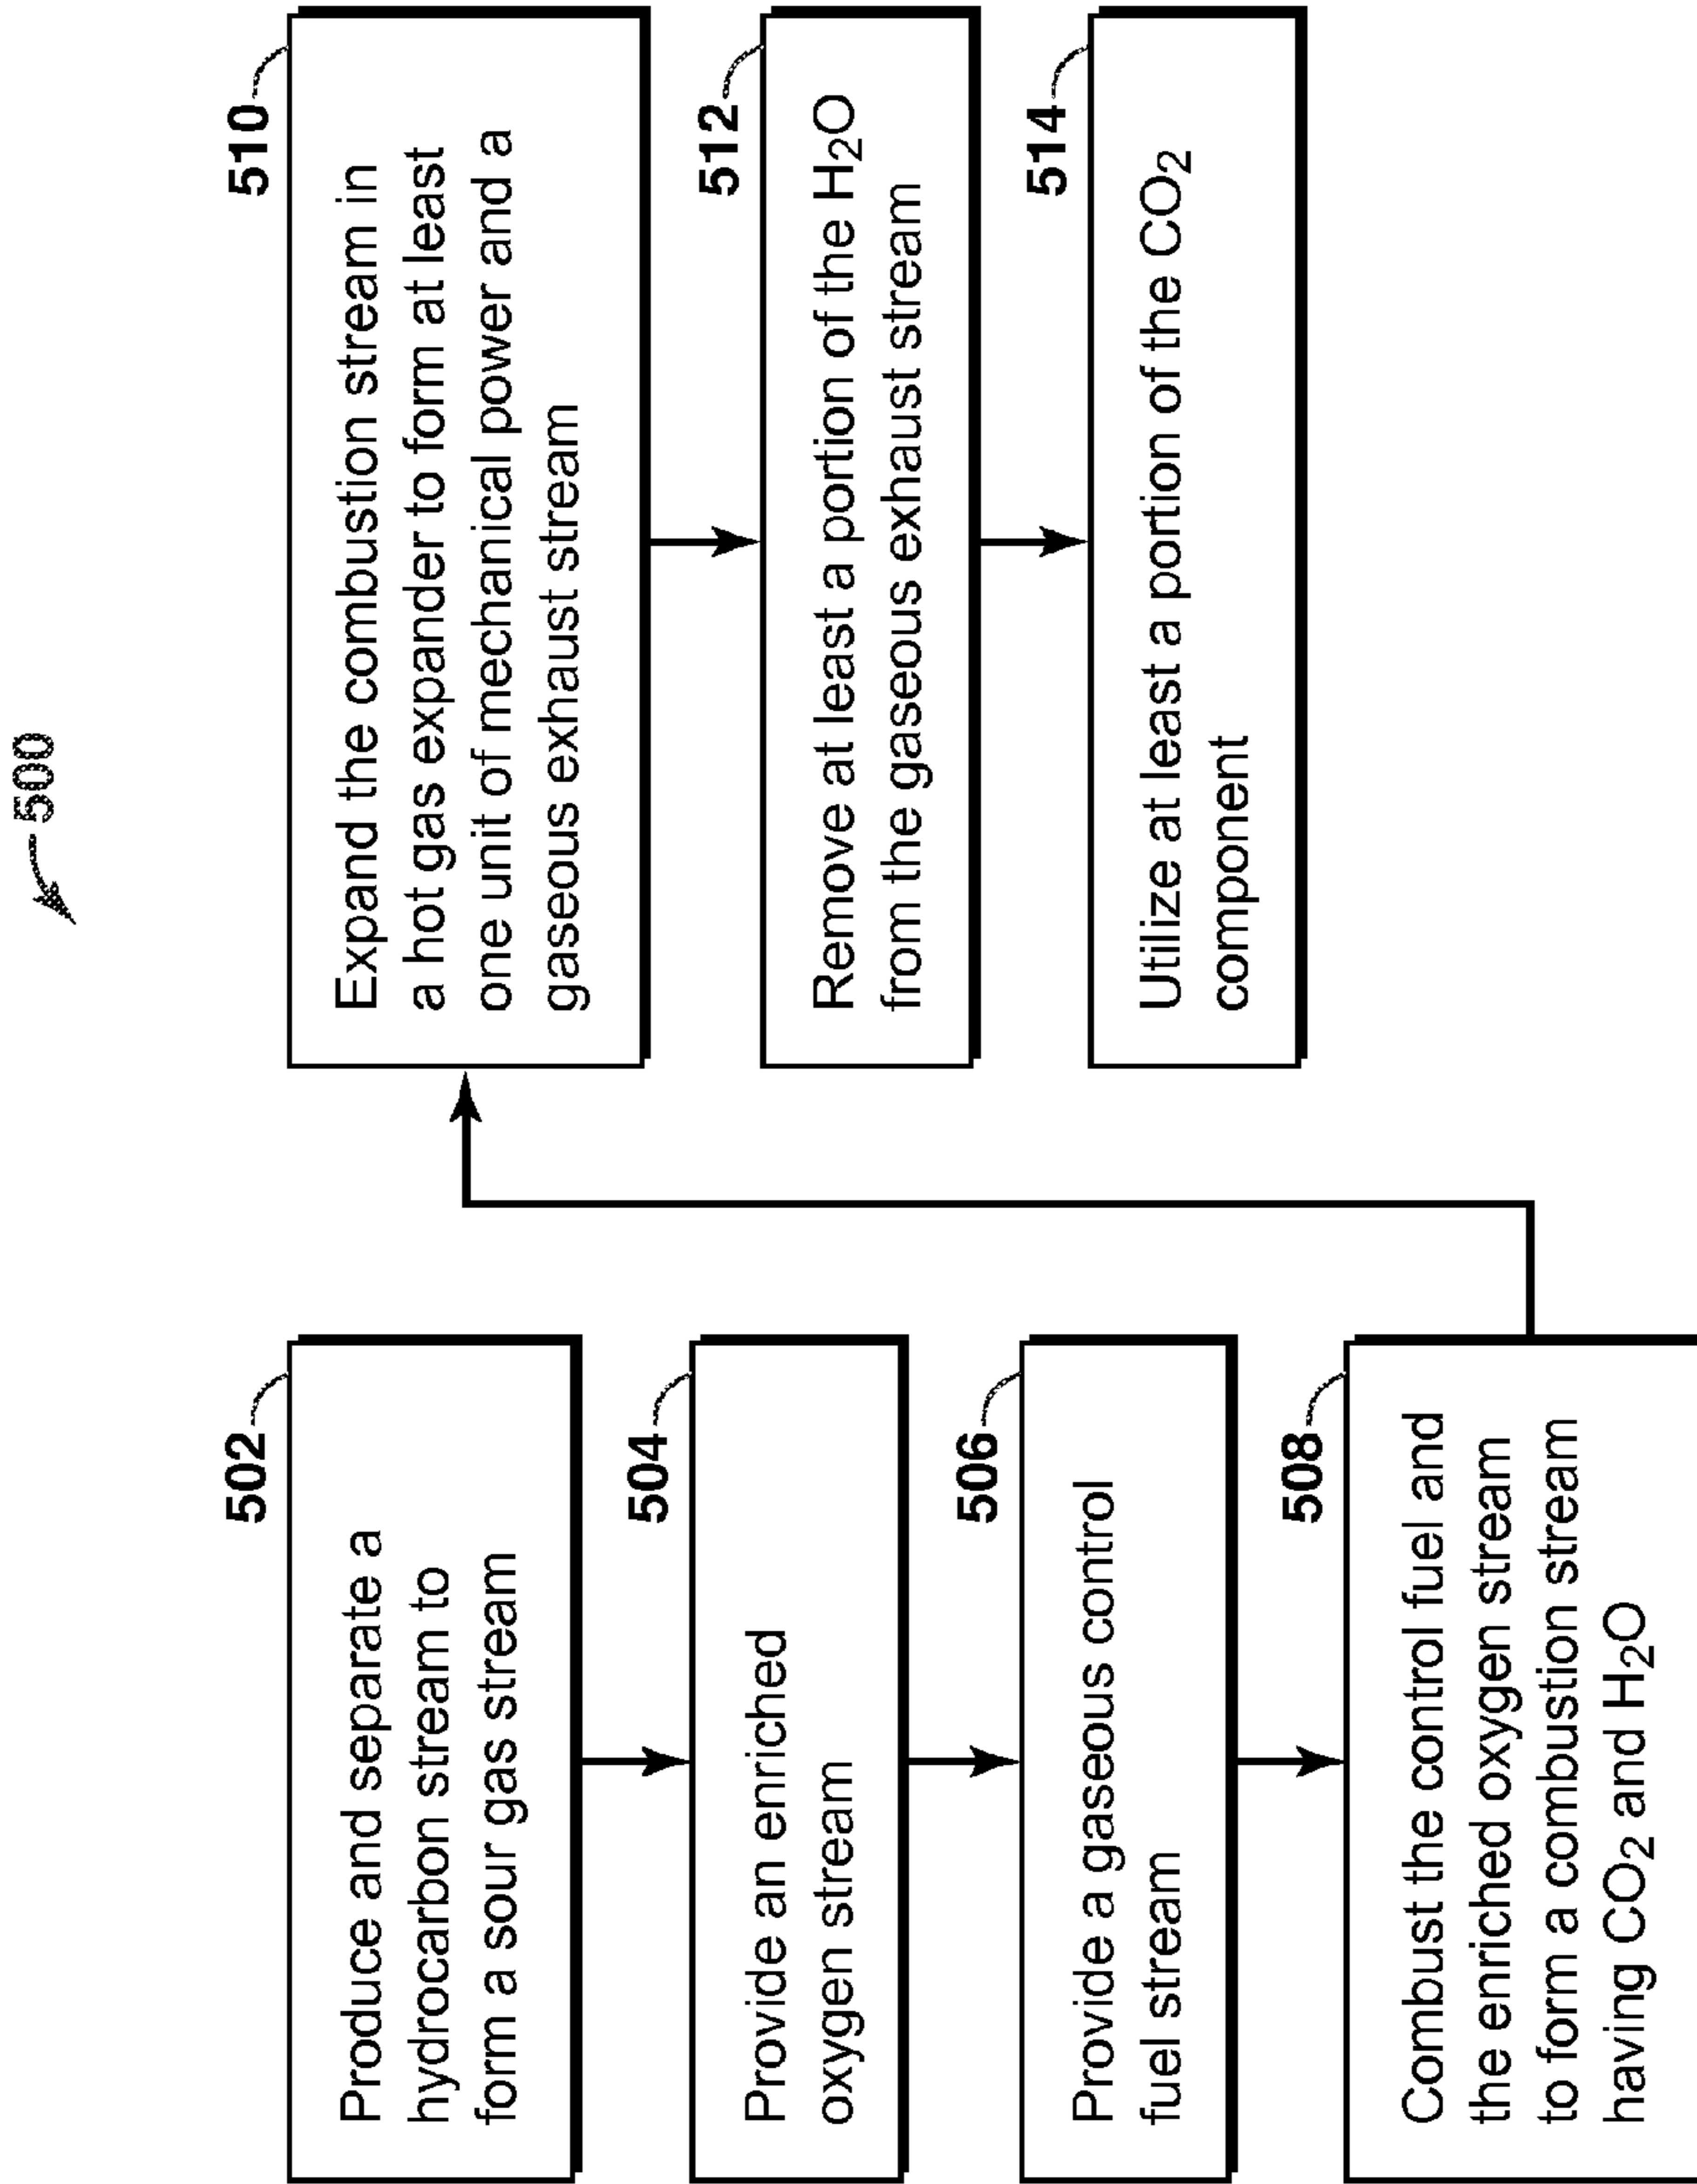 500
502
Produce and separate a
hydrocarbon stream to
form a sour gas stream
504
Provide an enriched
oxygen stream
506
Provide a gaseous control
fuel stream
508
Combust the control fuel and
the enriched oxygen stream
to form a combustion stream
having CO₂ and H₂O
510
Expand the combustion stream in
a hot gas expander to form at least
one unit of mechanical power and a
gaseous exhaust stream
512
Remove at least a portion of the H₂O
from the gaseous exhaust stream
514
Utilize at least a portion of the CO₂
component